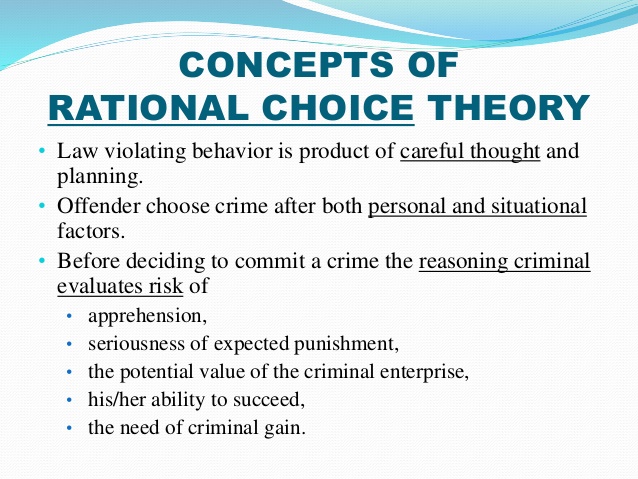 CONCEPTS OF
RATIONAL CHOICE THEORY
• Law violating behavior is product of careful thought and
planning.
• Offender choose crime after both personal and situational
factors.
• Before deciding to commit a crime the reasoning criminal
evaluates risk of
• apprehension,
• seriousness of expected punishment,
• the potential value of the criminal enterprise,
• his/her ability to succeed,
• the need of criminal gain.